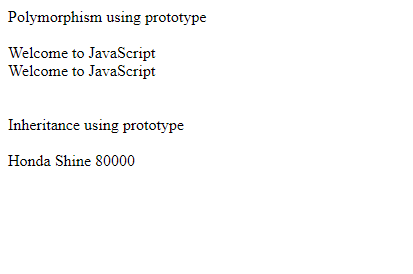 Polymorphism using prototype
Welcome to JavaScript
Welcome to JavaScript
Inheritance using prototype
Honda Shine 80000